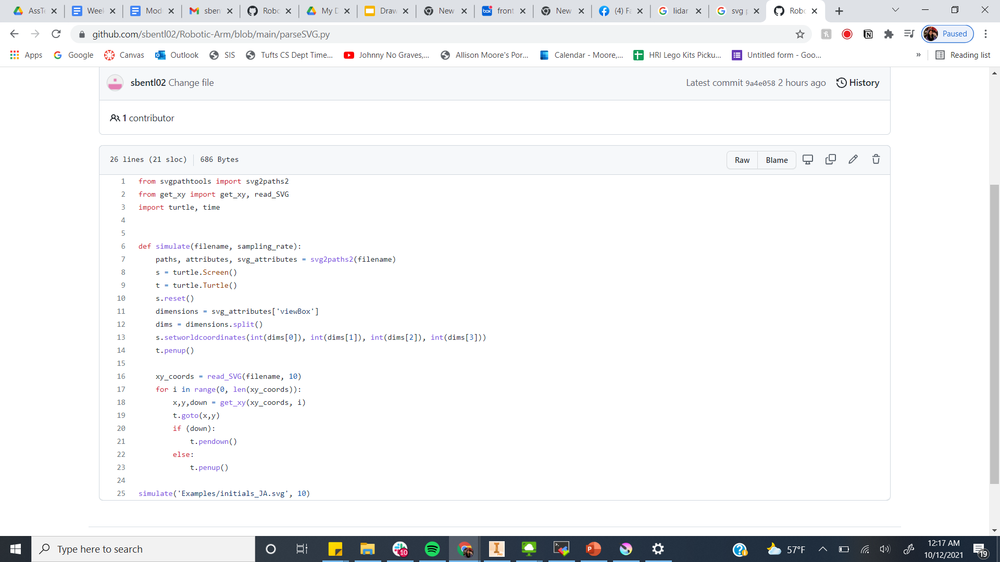 AssTe
Week
Mod
sben
Robo
My D
Draw
New
front
New
(4) Fa
lidar
svg p
Robo
github.com/sbentl02/Robotic-Arm/blob/main/parseSVG.py
Paused
Apps
Google
Canvas
Outlook
SIS
Tufts CS Dept Time...
Johnny No Graves,...
Allison Moore's Por...
Calendar - Moore,...
HRI Lego Kits Picku...
Untitled form - Goo...
»
Reading list
sbentl02 Change file
Latest commit 9a4e058 2 hours ago
History
1 contributor
26 lines (21 sloc)
686 Bytes
Raw
Blame
1 from svgpathtools import svg2paths2
2 from get_xy import get_xy, read_SVG
3 import turtle, time
4
5
6 def simulate(filename, sampling_rate):
7     paths, attributes, svg_attributes = svg2paths2(filename)
8     s = turtle.Screen()
9     t = turtle.Turtle()
10     s.reset()
11     dimensions = svg_attributes['viewBox']
12     dims = dimensions.split()
13     s.setworldcoordinates(int(dims[0]), int(dims[1]), int(dims[2]), int(dims[3]))
14     t.penup()
15
16     xy_coords = read_SVG(filename, 10)
17     for i in range(0, len(xy_coords)):
18         x,y,down = get_xy(xy_coords, i)
19         t.goto(x,y)
20         if (down):
21             t.pendown()
22         else:
23             t.penup()
24
25 simulate('Examples/initials_JA.svg', 10)
Type here to search
10
57°F
12:17 AM
10/12/2021
19